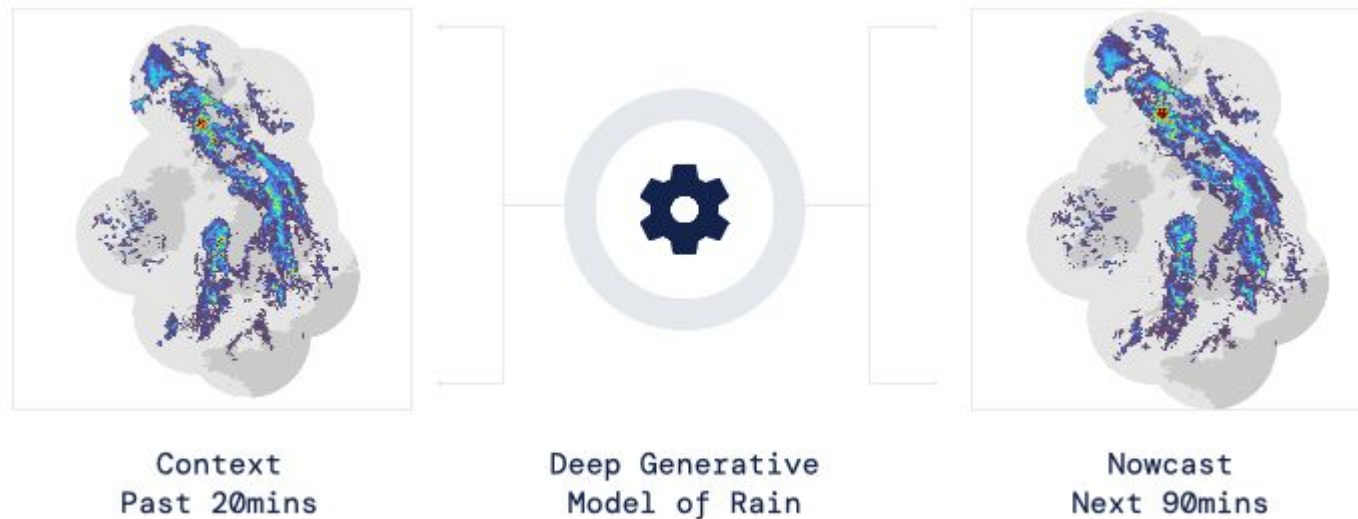 Context
Past 20mins
Deep Generative
Model of Rain
Nowcast
Next 90mins